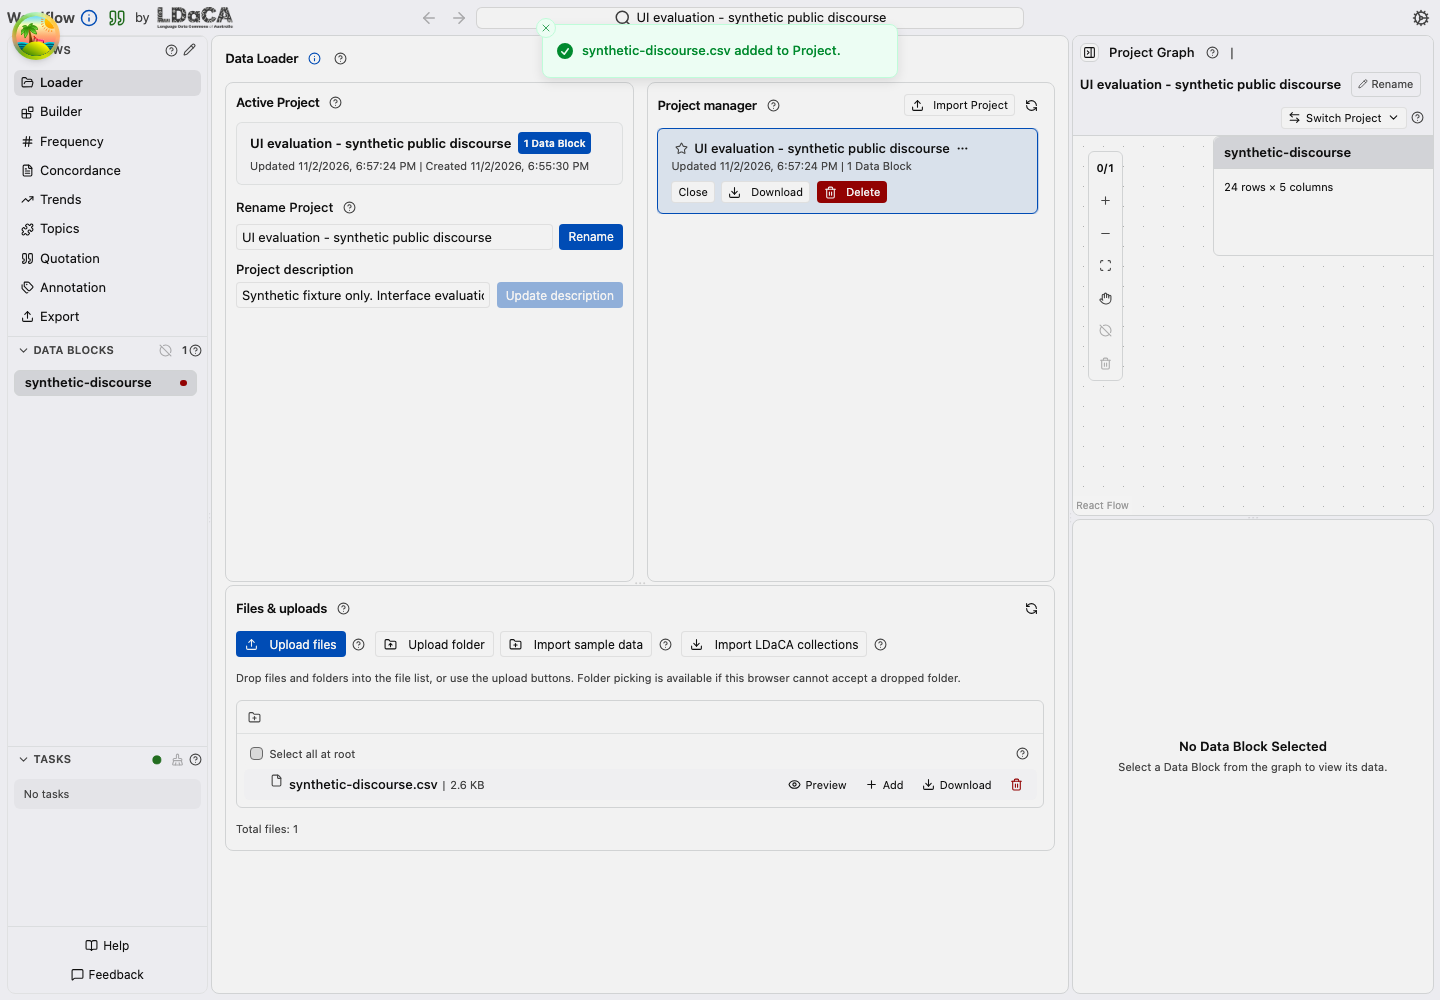 by LDaCA
Language Data Commons of Australia
UI evaluation - synthetic public discourse
synthetic-discourse.csv added to Project.
Loader
Builder
Frequency
Concordance
Trends
Topics
Quotation
Annotation
Export
DATA BLOCKS
1
synthetic-discourse
TASKS
No tasks
Help
Feedback
Data Loader
Active Project
UI evaluation - synthetic public discourse 1 Data Block
Updated 11/2/2026, 6:57:24 PM | Created 11/2/2026, 6:55:30 PM
Rename Project
UI evaluation - synthetic public discourse Rename
Project description
Synthetic fixture only. Interface Update description
Project manager Import Project
UI evaluation - synthetic public discourse ...
Updated 11/2/2026, 6:57:24 PM | 1 Data Block
Close Download Delete
Files & uploads
Upload files Upload folder Import sample data Import LDaCA collections
Drop files and folders into the file list, or use the upload buttons. Folder picking is available if this browser cannot accept a dropped folder.
Select all at root
synthetic-discourse.csv | 2.6 KB Preview Add Download
Total files: 1
Project Graph
UI evaluation - synthetic public discourse Rename
Switch Project
0/1
synthetic-discourse
24 rows × 5 columns
React Flow
No Data Block Selected
Select a Data Block from the graph to view its data.